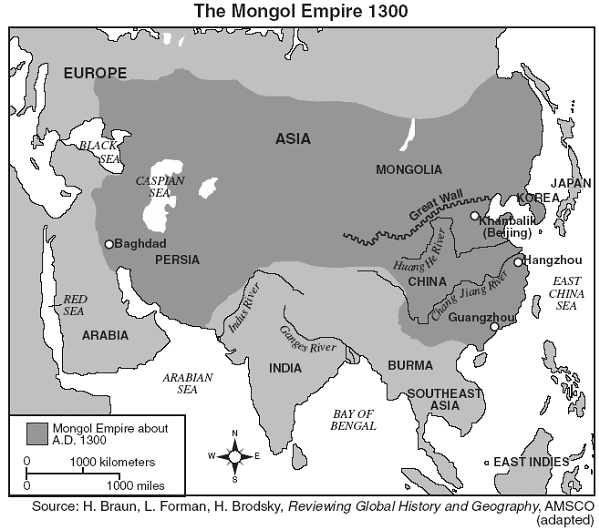 The Mongol Empire 1300
EUROPE
ASIA
BLACK
SEA
MONGOLIA
CASPIAN
SEA
JAPAN
Great Wall
KOREA
Khanbalik
(Beijing)
Baghdad
Huang He River
Hangzhou
PERSIA
CHINA
Chang Jiang River
EAST
CHINA
SEA
RED
SEA
Indus River
Guangzhou
ARABIA
Ganges River
INDIA
BURMA
ARABIAN
SEA
SOUTHEAST
ASIA
BAY OF
BENGAL
Mongol Empire about
A.D. 1300
N
W E
S
0 1000 kilometers
0 1000 miles
EAST INDIES
Source: H. Braun, L. Forman, H. Brodsky, Reviewing Global History and Geography, AMSCO
(adapted)